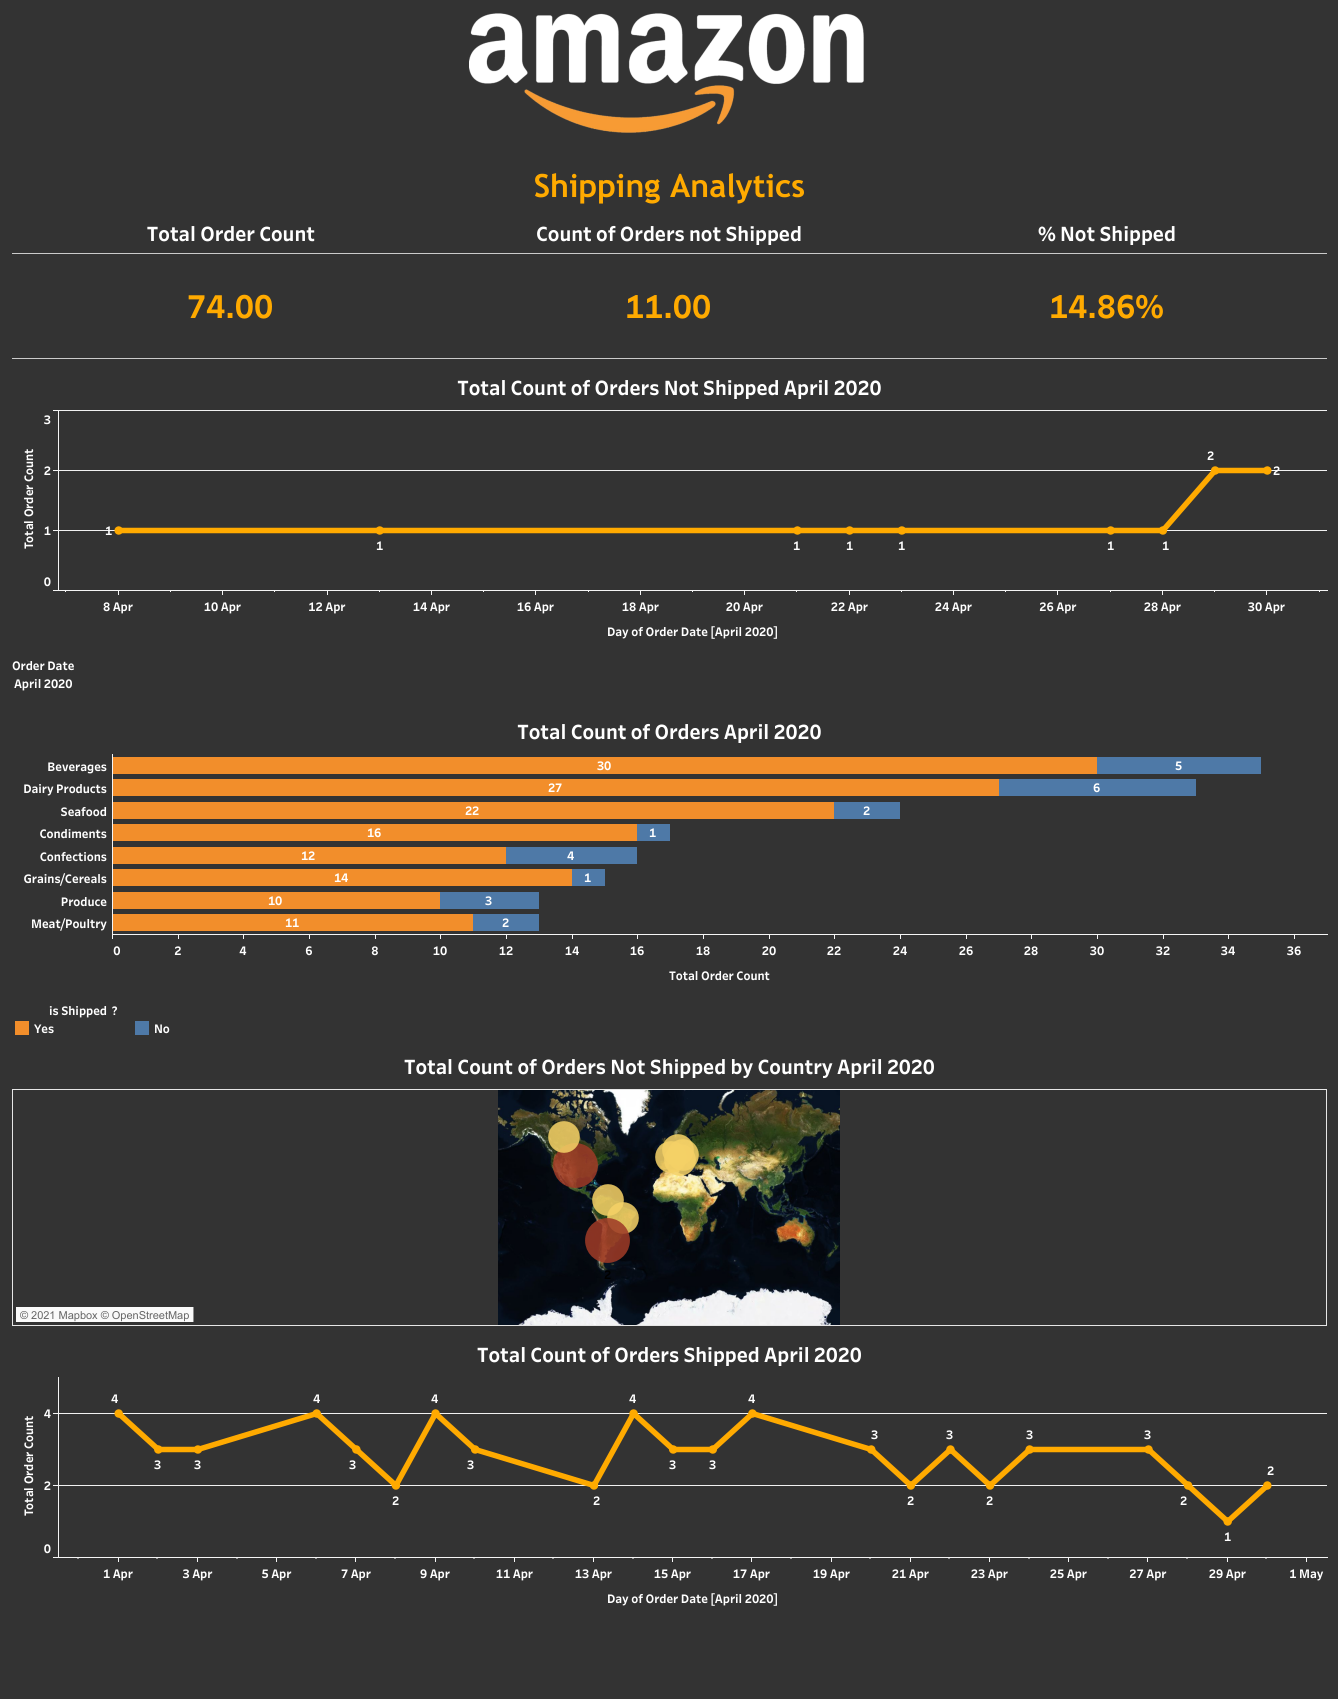 amazon
Shipping Analytics
Total Order Count Count of Orders not Shipped % Not Shipped
74.00 11.00 14.86%
Total Count of Orders Not Shipped April 2020
Total Order Count
3
2
1
0
1 1 1 1 1 1 1 2 2
8 Apr 10 Apr 12 Apr 14 Apr 16 Apr 18 Apr 20 Apr 22 Apr 24 Apr 26 Apr 28 Apr 30 Apr
Day of Order Date [April 2020]
Order Date
April 2020
Total Count of Orders April 2020
Beverages 30 5
Dairy Products 27 6
Seafood 22 2
Condiments 16 1
Confections 12 4
Grains/Cereals 14 1
Produce 10 3
Meat/Poultry 11 2
0 2 4 6 8 10 12 14 16 18 20 22 24 26 28 30 32 34 36
Total Order Count
is Shipped ?
Yes No
Total Count of Orders Not Shipped by Country April 2020
© 2021 Mapbox © OpenStreetMap
Total Count of Orders Shipped April 2020
Total Order Count
4
2
0
4 3 3 4 3 2 4 3 2 4 3 3 4 3 2 3 2 3 3 2 1 2
1 Apr 3 Apr 5 Apr 7 Apr 9 Apr 11 Apr 13 Apr 15 Apr 17 Apr 19 Apr 21 Apr 23 Apr 25 Apr 27 Apr 29 Apr 1 May
Day of Order Date [April 2020]